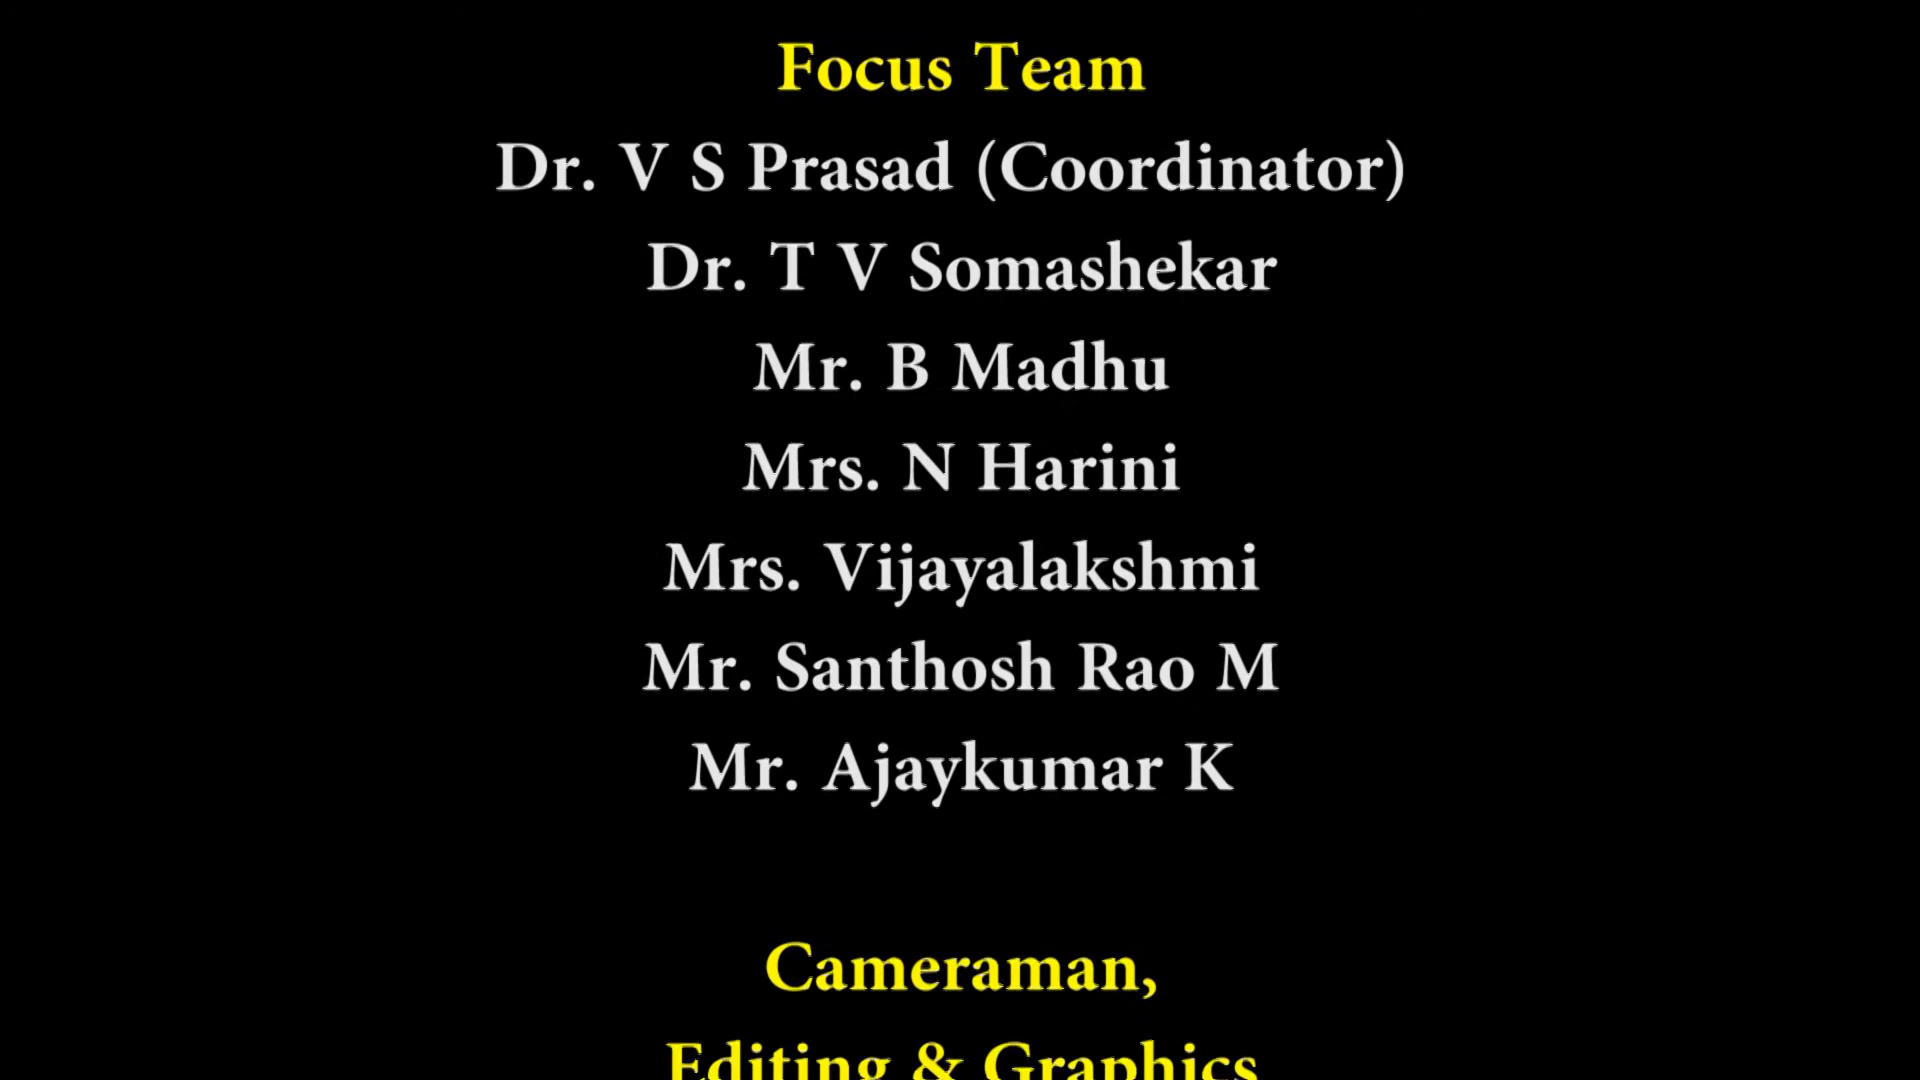 Focus Team
Dr. V S Prasad (Coordinator)
Dr. T V Somashekar
Mr. B Madhu
Mrs. N Harini
Mrs. Vijayalakshmi
Mr. Santhosh Rao M
Mr. Ajaykumar K
Cameraman,
Editing & Graphics